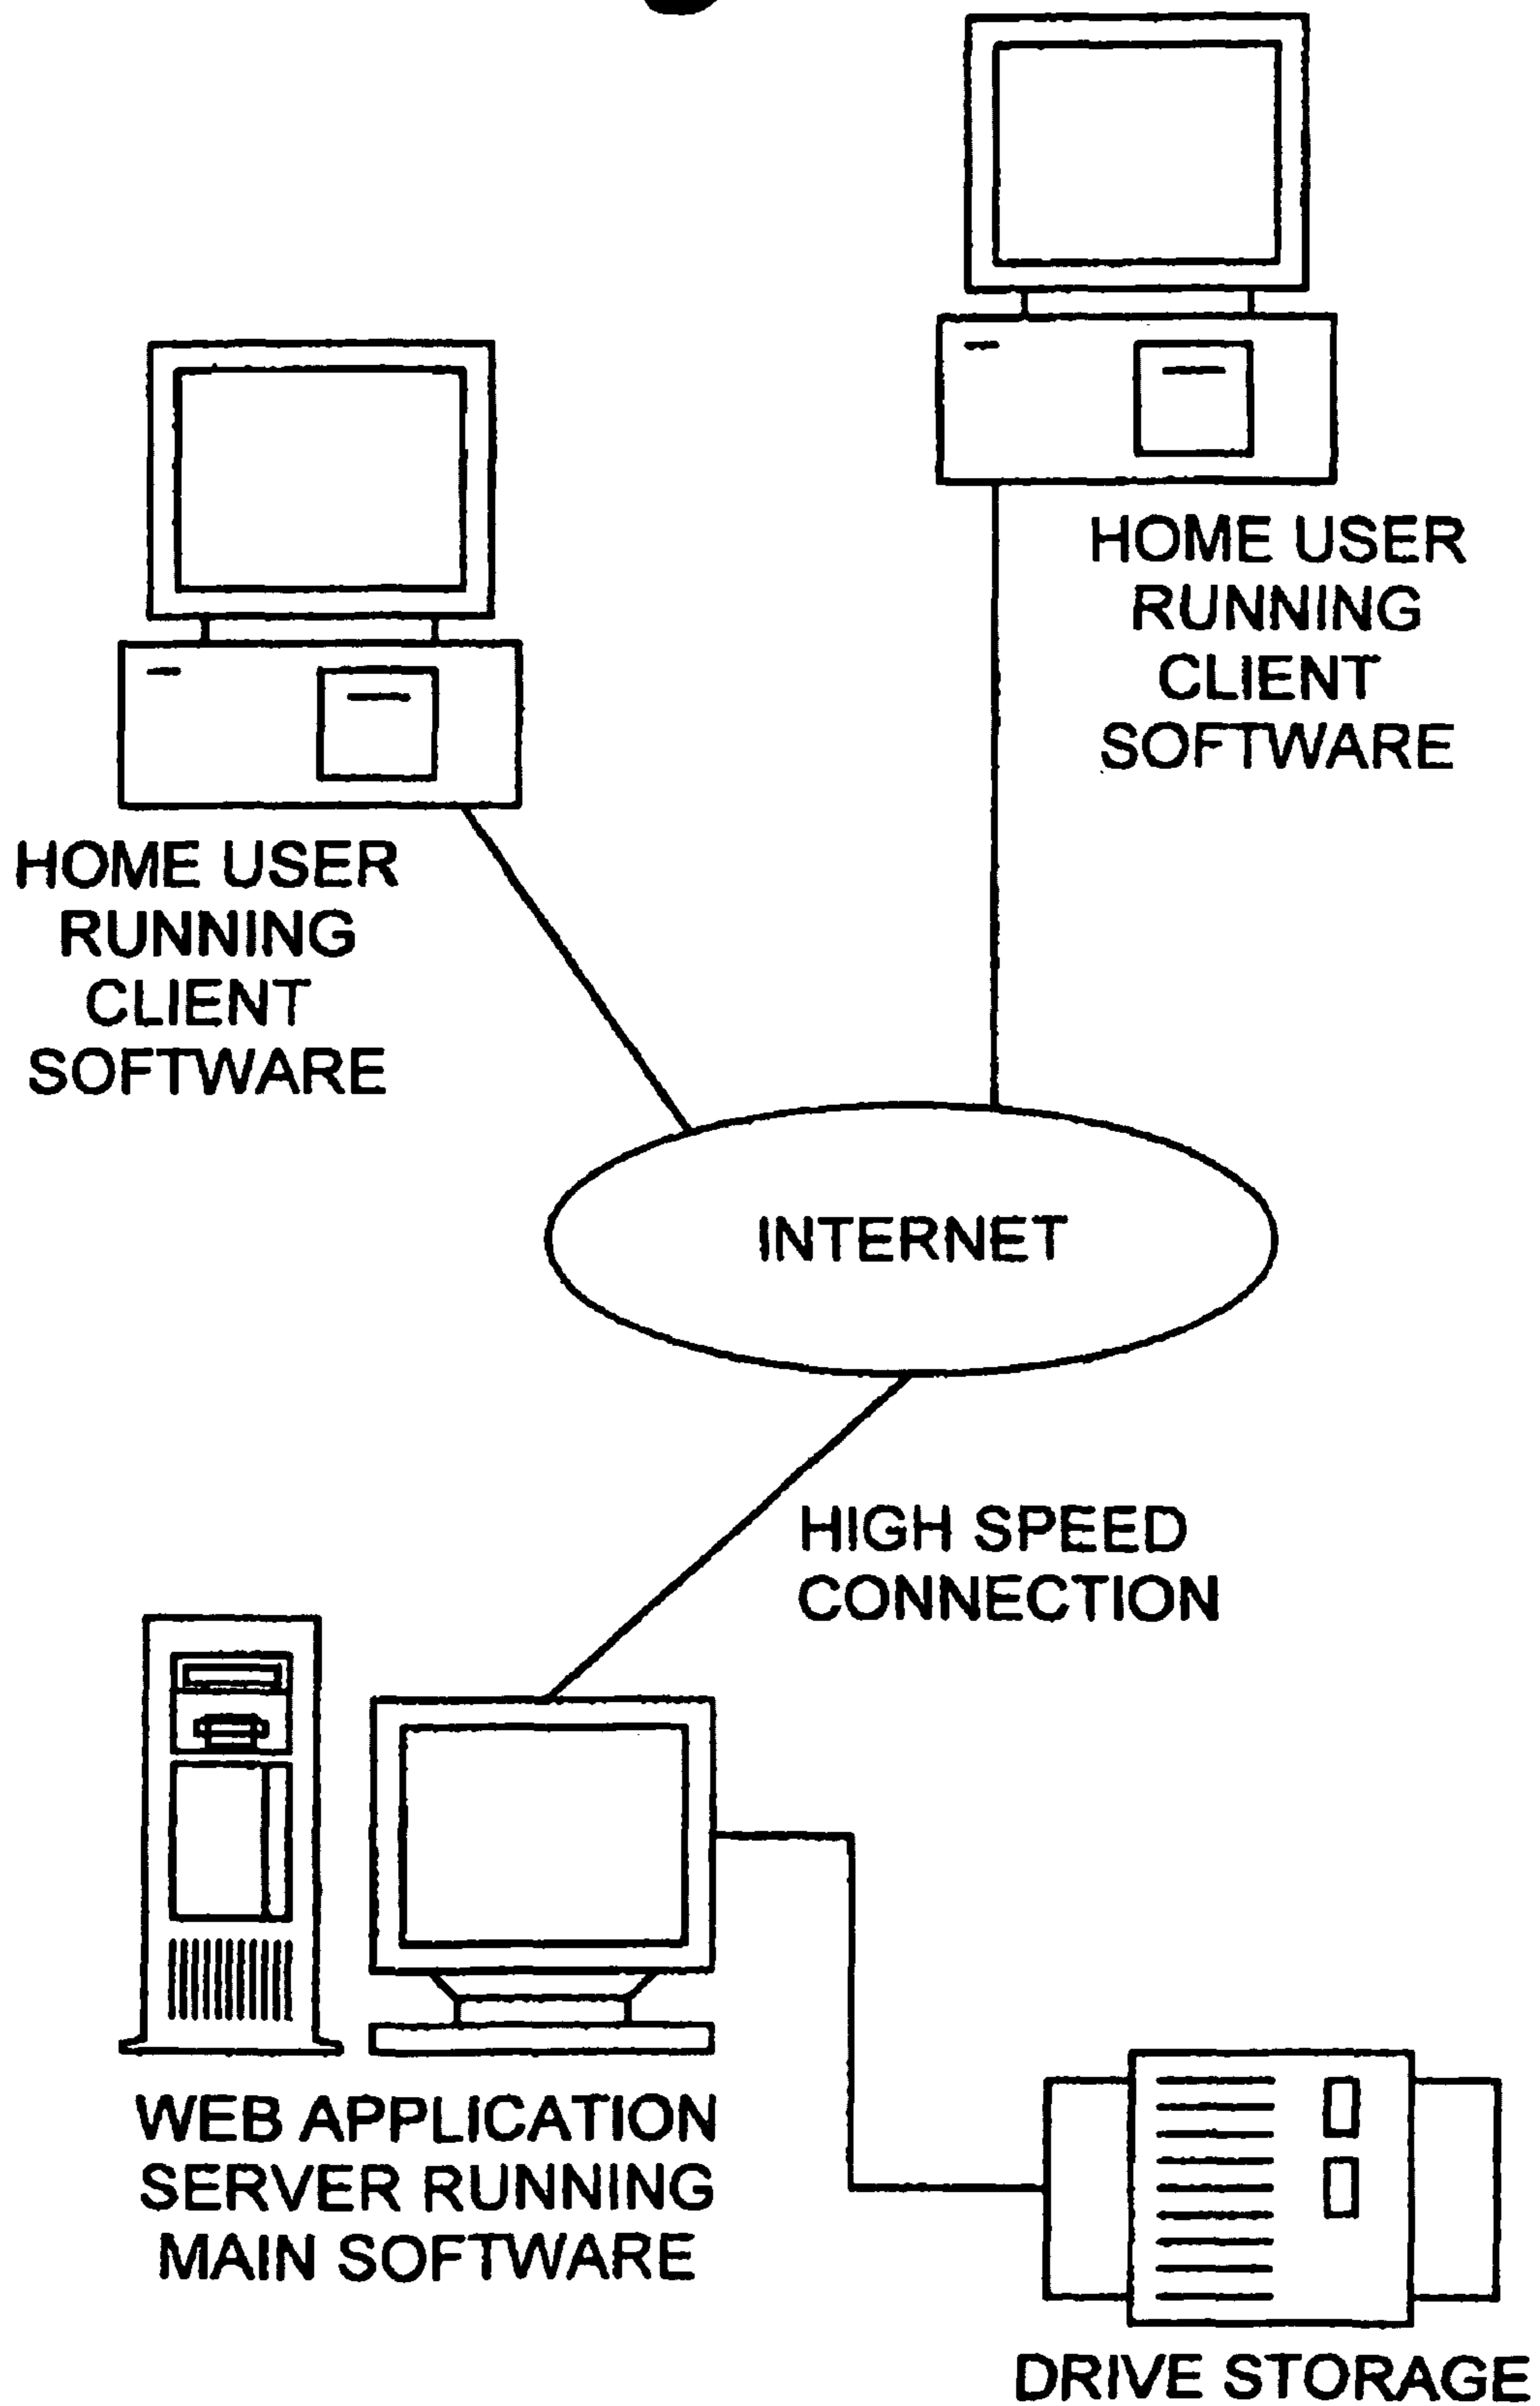 HOME USER
RUNNING
CLIENT
SOFTWARE
HOME USER
RUNNING
CLIENT
SOFTWARE
INTERNET
HIGH SPEED
CONNECTION
WEB APPLICATION
SERVER RUNNING
MAIN SOFTWARE
DRIVE STORAGE